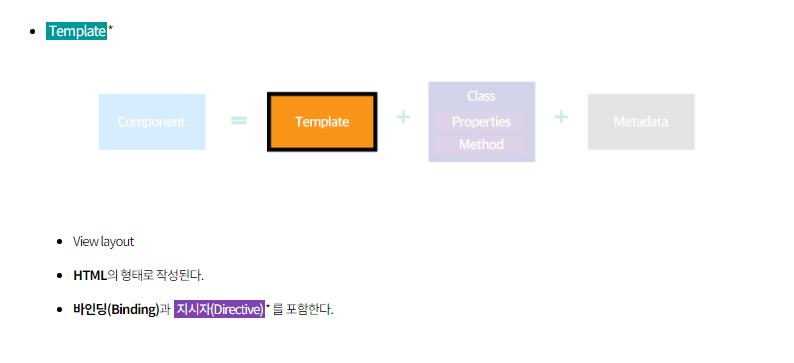 Template*
Class
Component = Template + Properties + Metadata
Method
View layout
HTML의 형태로 작성된다.
바인딩(Binding)과 지시자(Directive)* 를 포함한다.